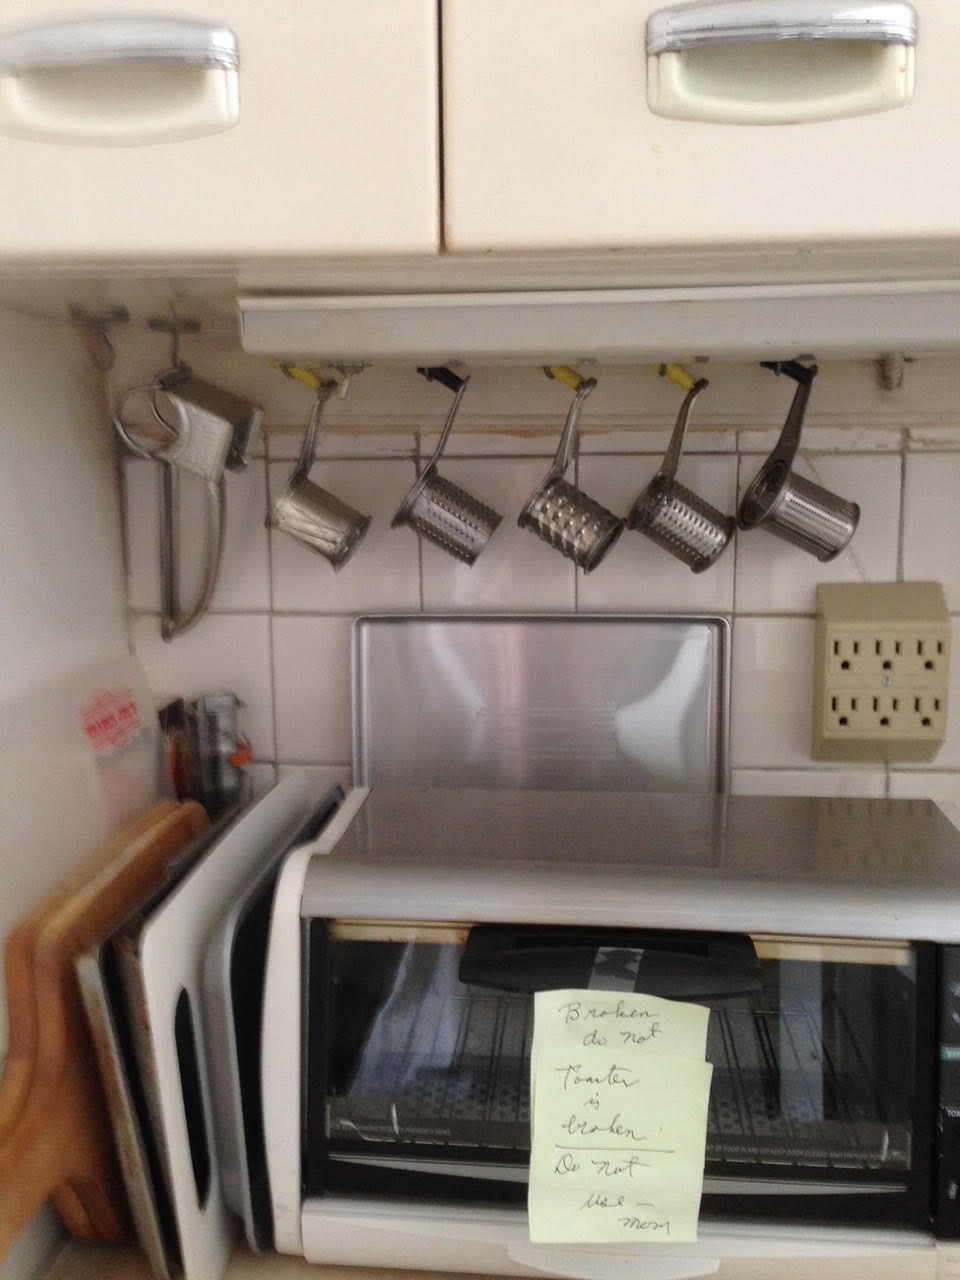 Broken
do not
Toaster
is
broken
Do not
use —
mom